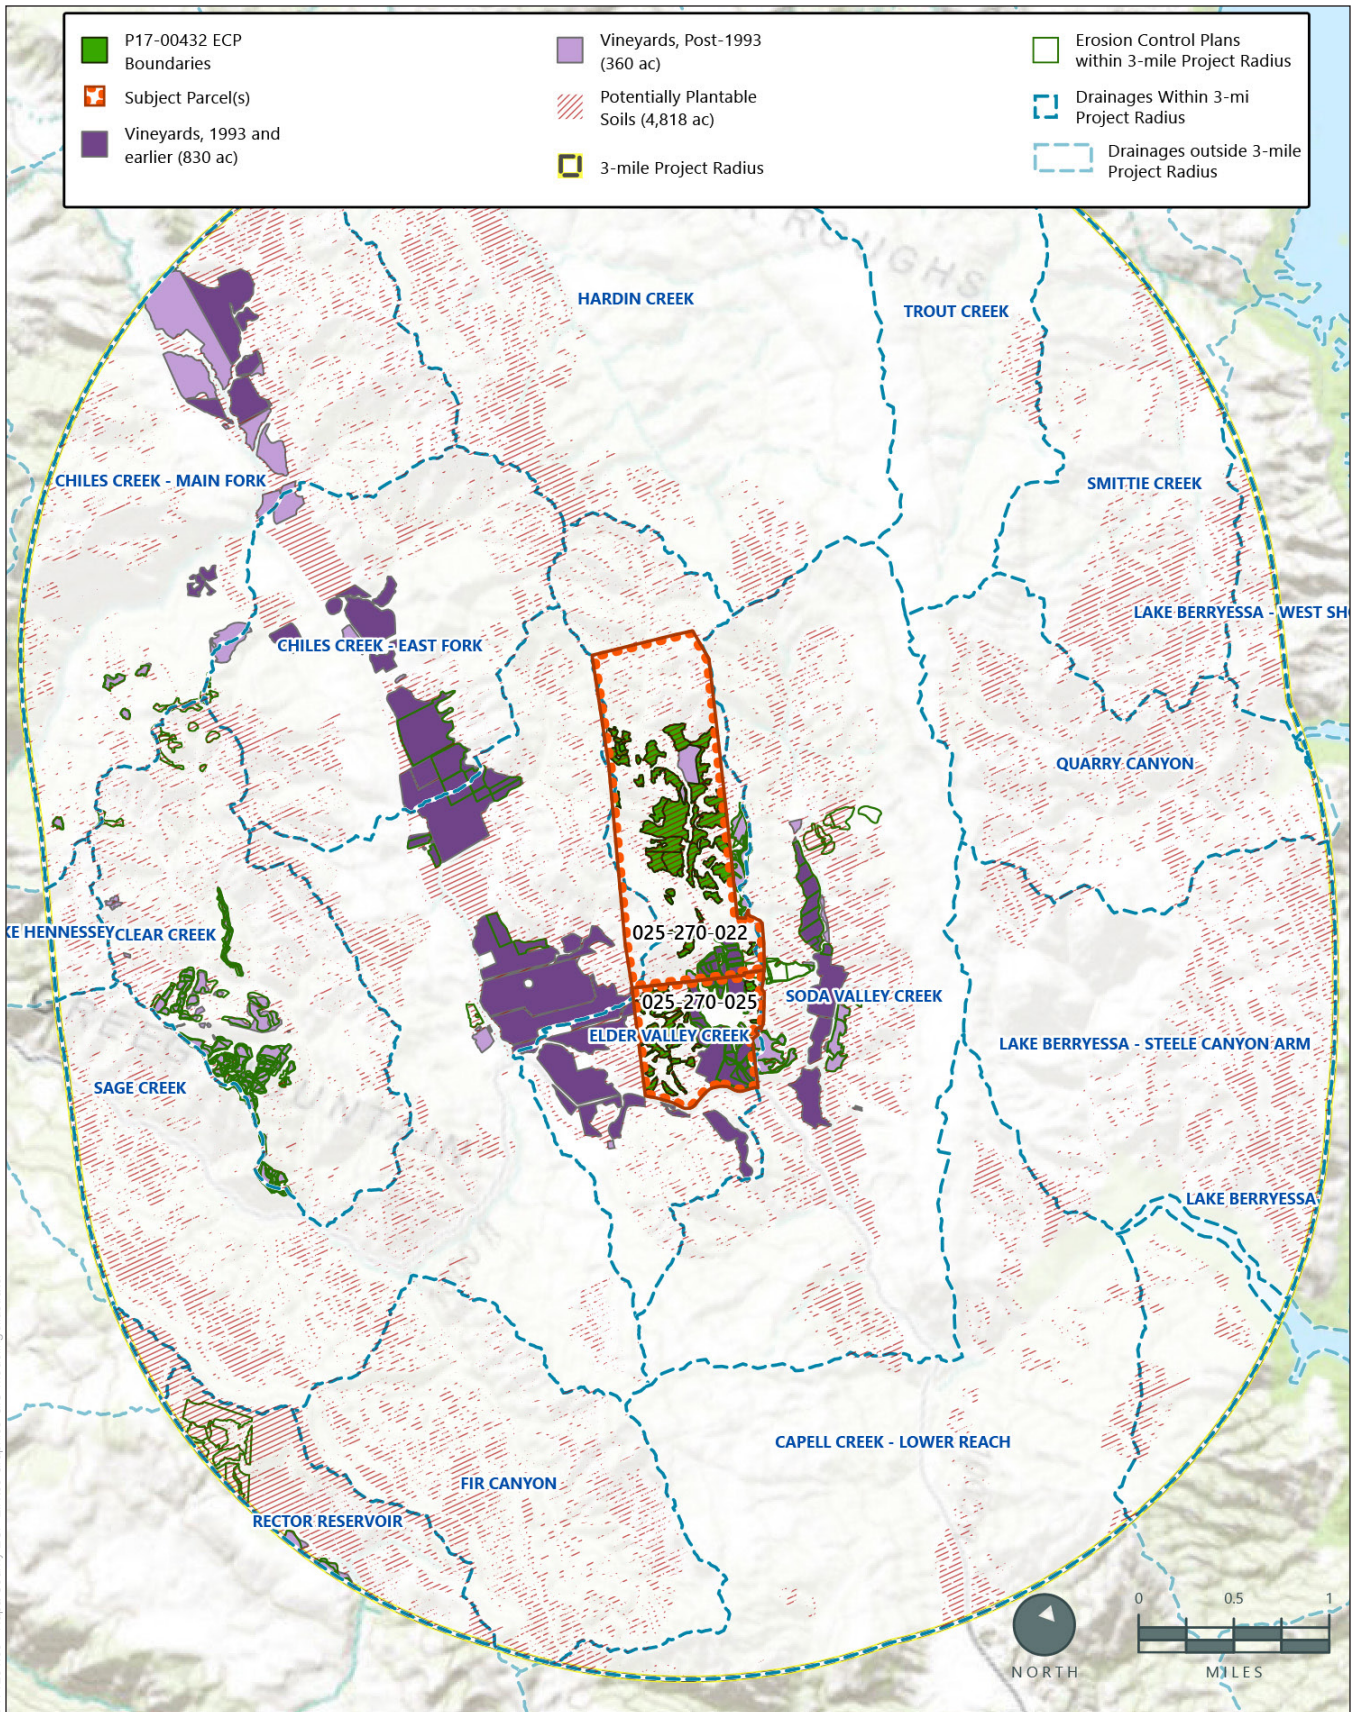 P17-00432 ECP
Boundaries
Subject Parcel(s)
Vineyards, 1993 and
earlier (830 ac)
Vineyards, Post-1993
(360 ac)
Potentially Plantable
Soils (4,818 ac)
3-mile Project Radius
Erosion Control Plans
within 3-mile Project Radius
Drainages Within 3-mi
Project Radius
Drainages outside 3-mile
Project Radius
ROUGHS
HARDIN CREEK
TROUT CREEK
CHILES CREEK - MAIN FORK
SMITTIE CREEK
LAKE BERRYESSA - WEST SHO
CHILES CREEK - EAST FORK
QUARRY CANYON
KE HENNESSEY
CLEAR CREEK
025-270-022
025-270-025
SODA VALLEY CREEK
ELDER VALLEY CREEK
LAKE BERRYESSA - STEELE CANYON ARM
SAGE CREEK
LAKE BERRYESSA
CAPELL CREEK - LOWER REACH
FIR CANYON
RECTOR RESERVOIR
0 0.5 1
NORTH
MILES